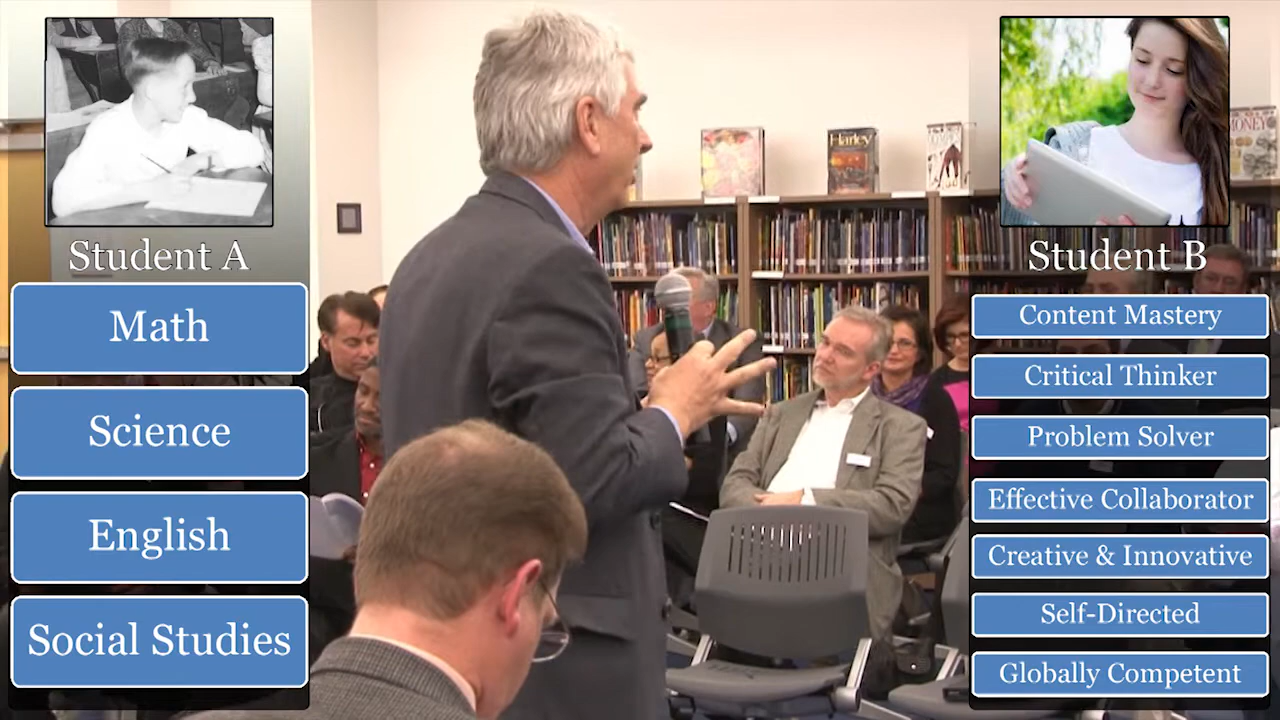 Student A
Math
Science
English
Social Studies
Harley
MONEY
Student B
Content Mastery
Critical Thinker
Problem Solver
Effective Collaborator
Creative & Innovative
Self-Directed
Globally Competent